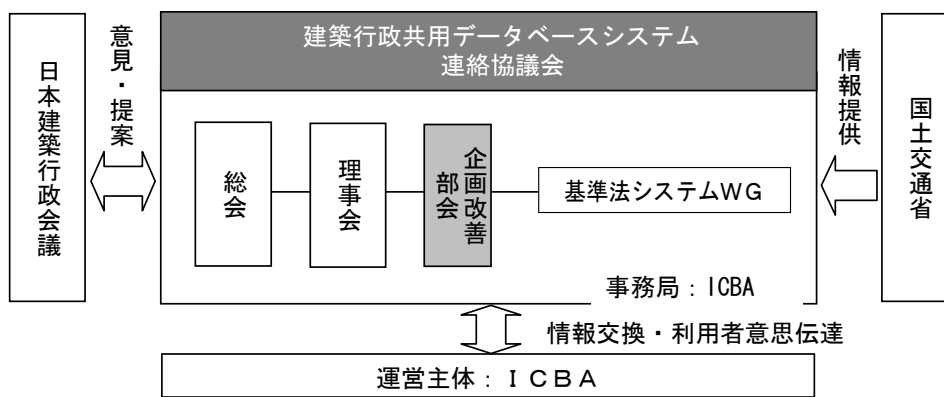 建築行政共用データベースシステム
連絡協議会
日本建築行政会議
意見・提案
総会
理事会
企画改善
部会
基準法システムWG
事務局：ICBA
情報提供
国土交通省
情報交換・利用者意思伝達
運営主体：ＩＣＢＡ